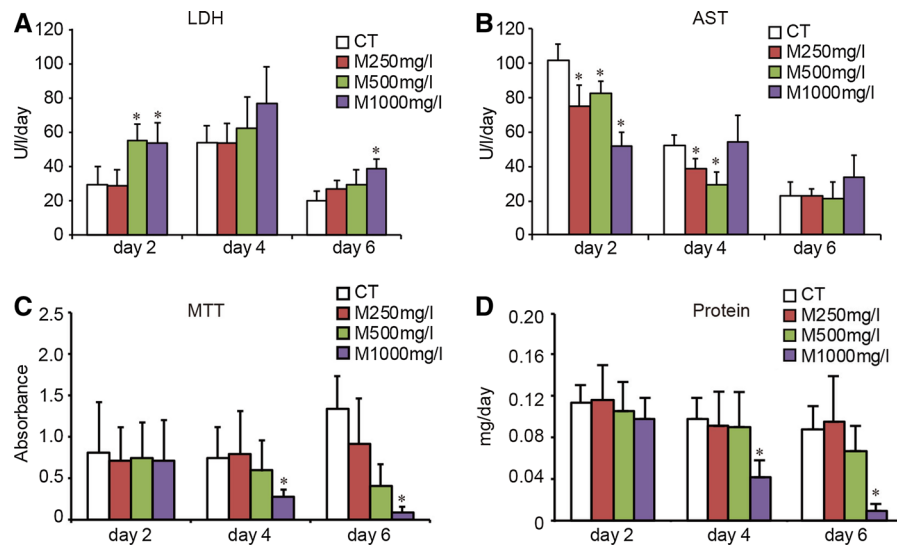 A
LDH
CT
M250mg/l
M500mg/l
M1000mg/l
U/l/day
120
100
80
60
40
20
0
* *
*
day 2
day 4
day 6
B
AST
CT
M250mg/l
M500mg/l
M1000mg/l
U/l/day
120
100
80
60
40
20
0
* * *
* *
day 2
day 4
day 6
C
MTT
CT
M250mg/l
M500mg/l
M1000mg/l
Absorbance
2.5
2.0
1.5
1.0
0.5
0
*
*
day 2
day 4
day 6
D
Protein
CT
M250mg/l
M500mg/l
M1000mg/l
mg/day
0.20
0.16
0.12
0.08
0.04
0
*
*
day 2
day 4
day 6